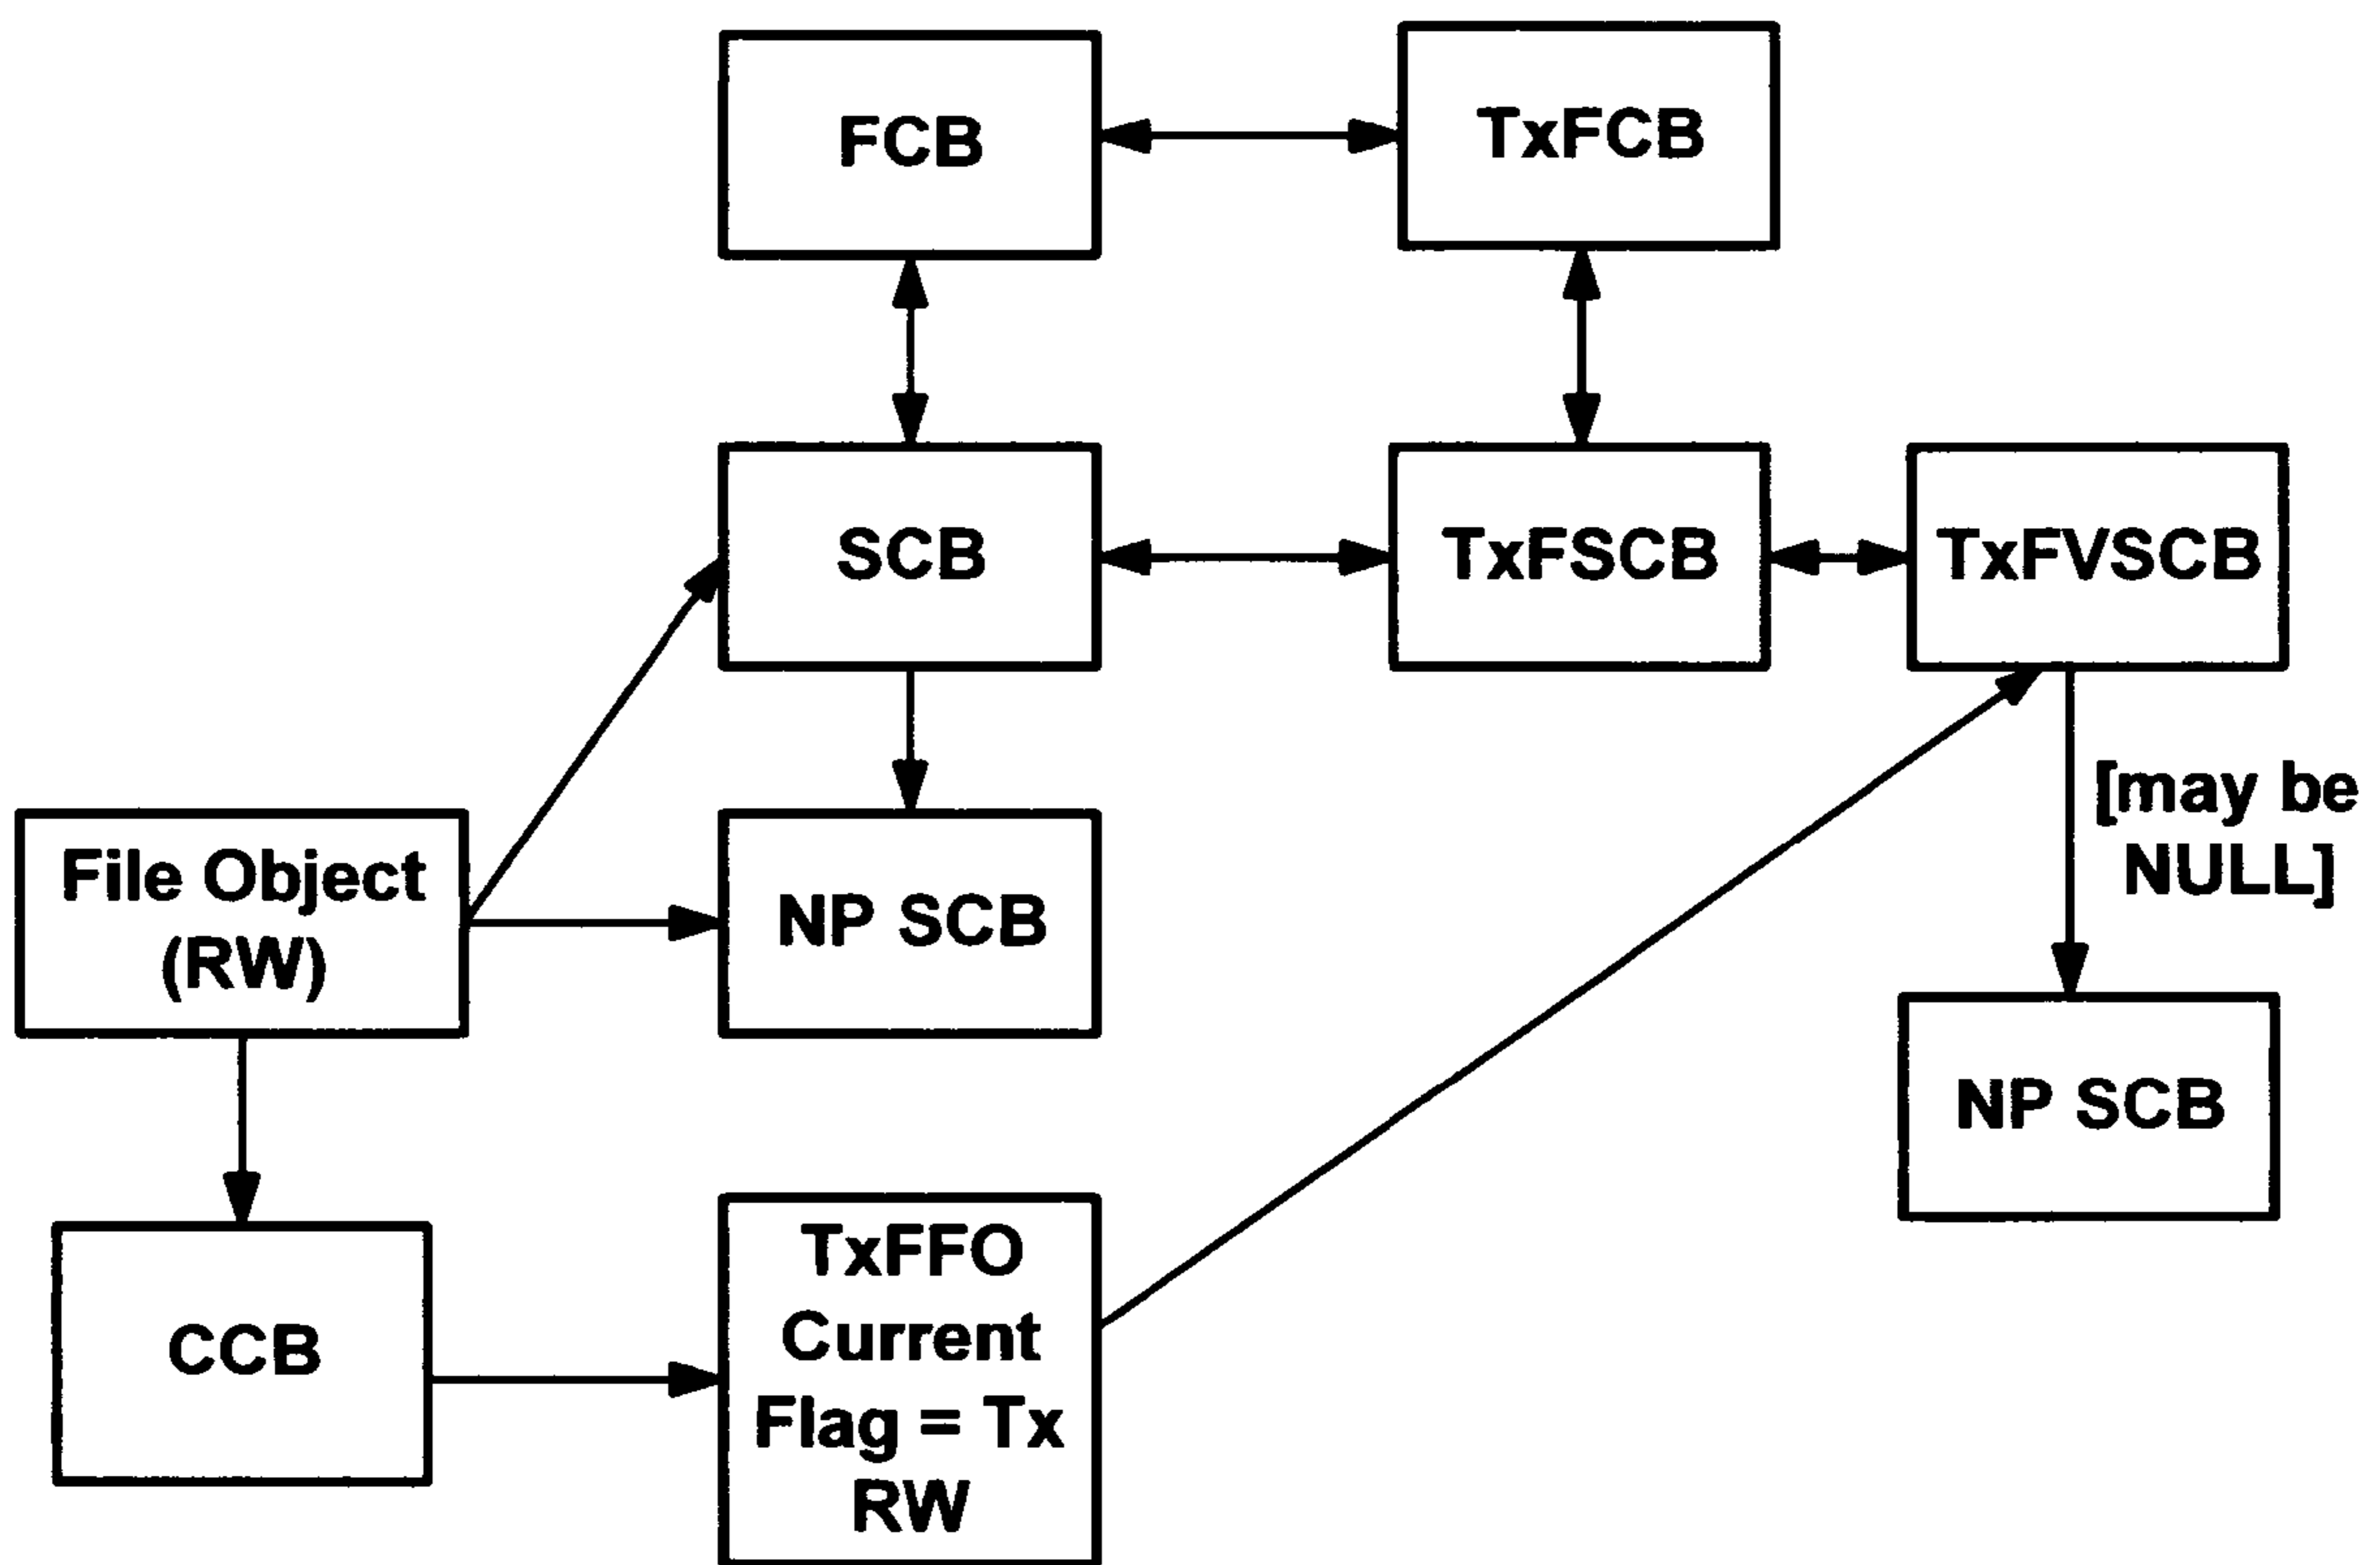 FCB
TxFCB
SCB
TxFSCB
TxFVSCB
[may be
NULL]
File Object
(RW)
NP SCB
NP SCB
CCB
TxFFO
Current
Flag = Tx
RW